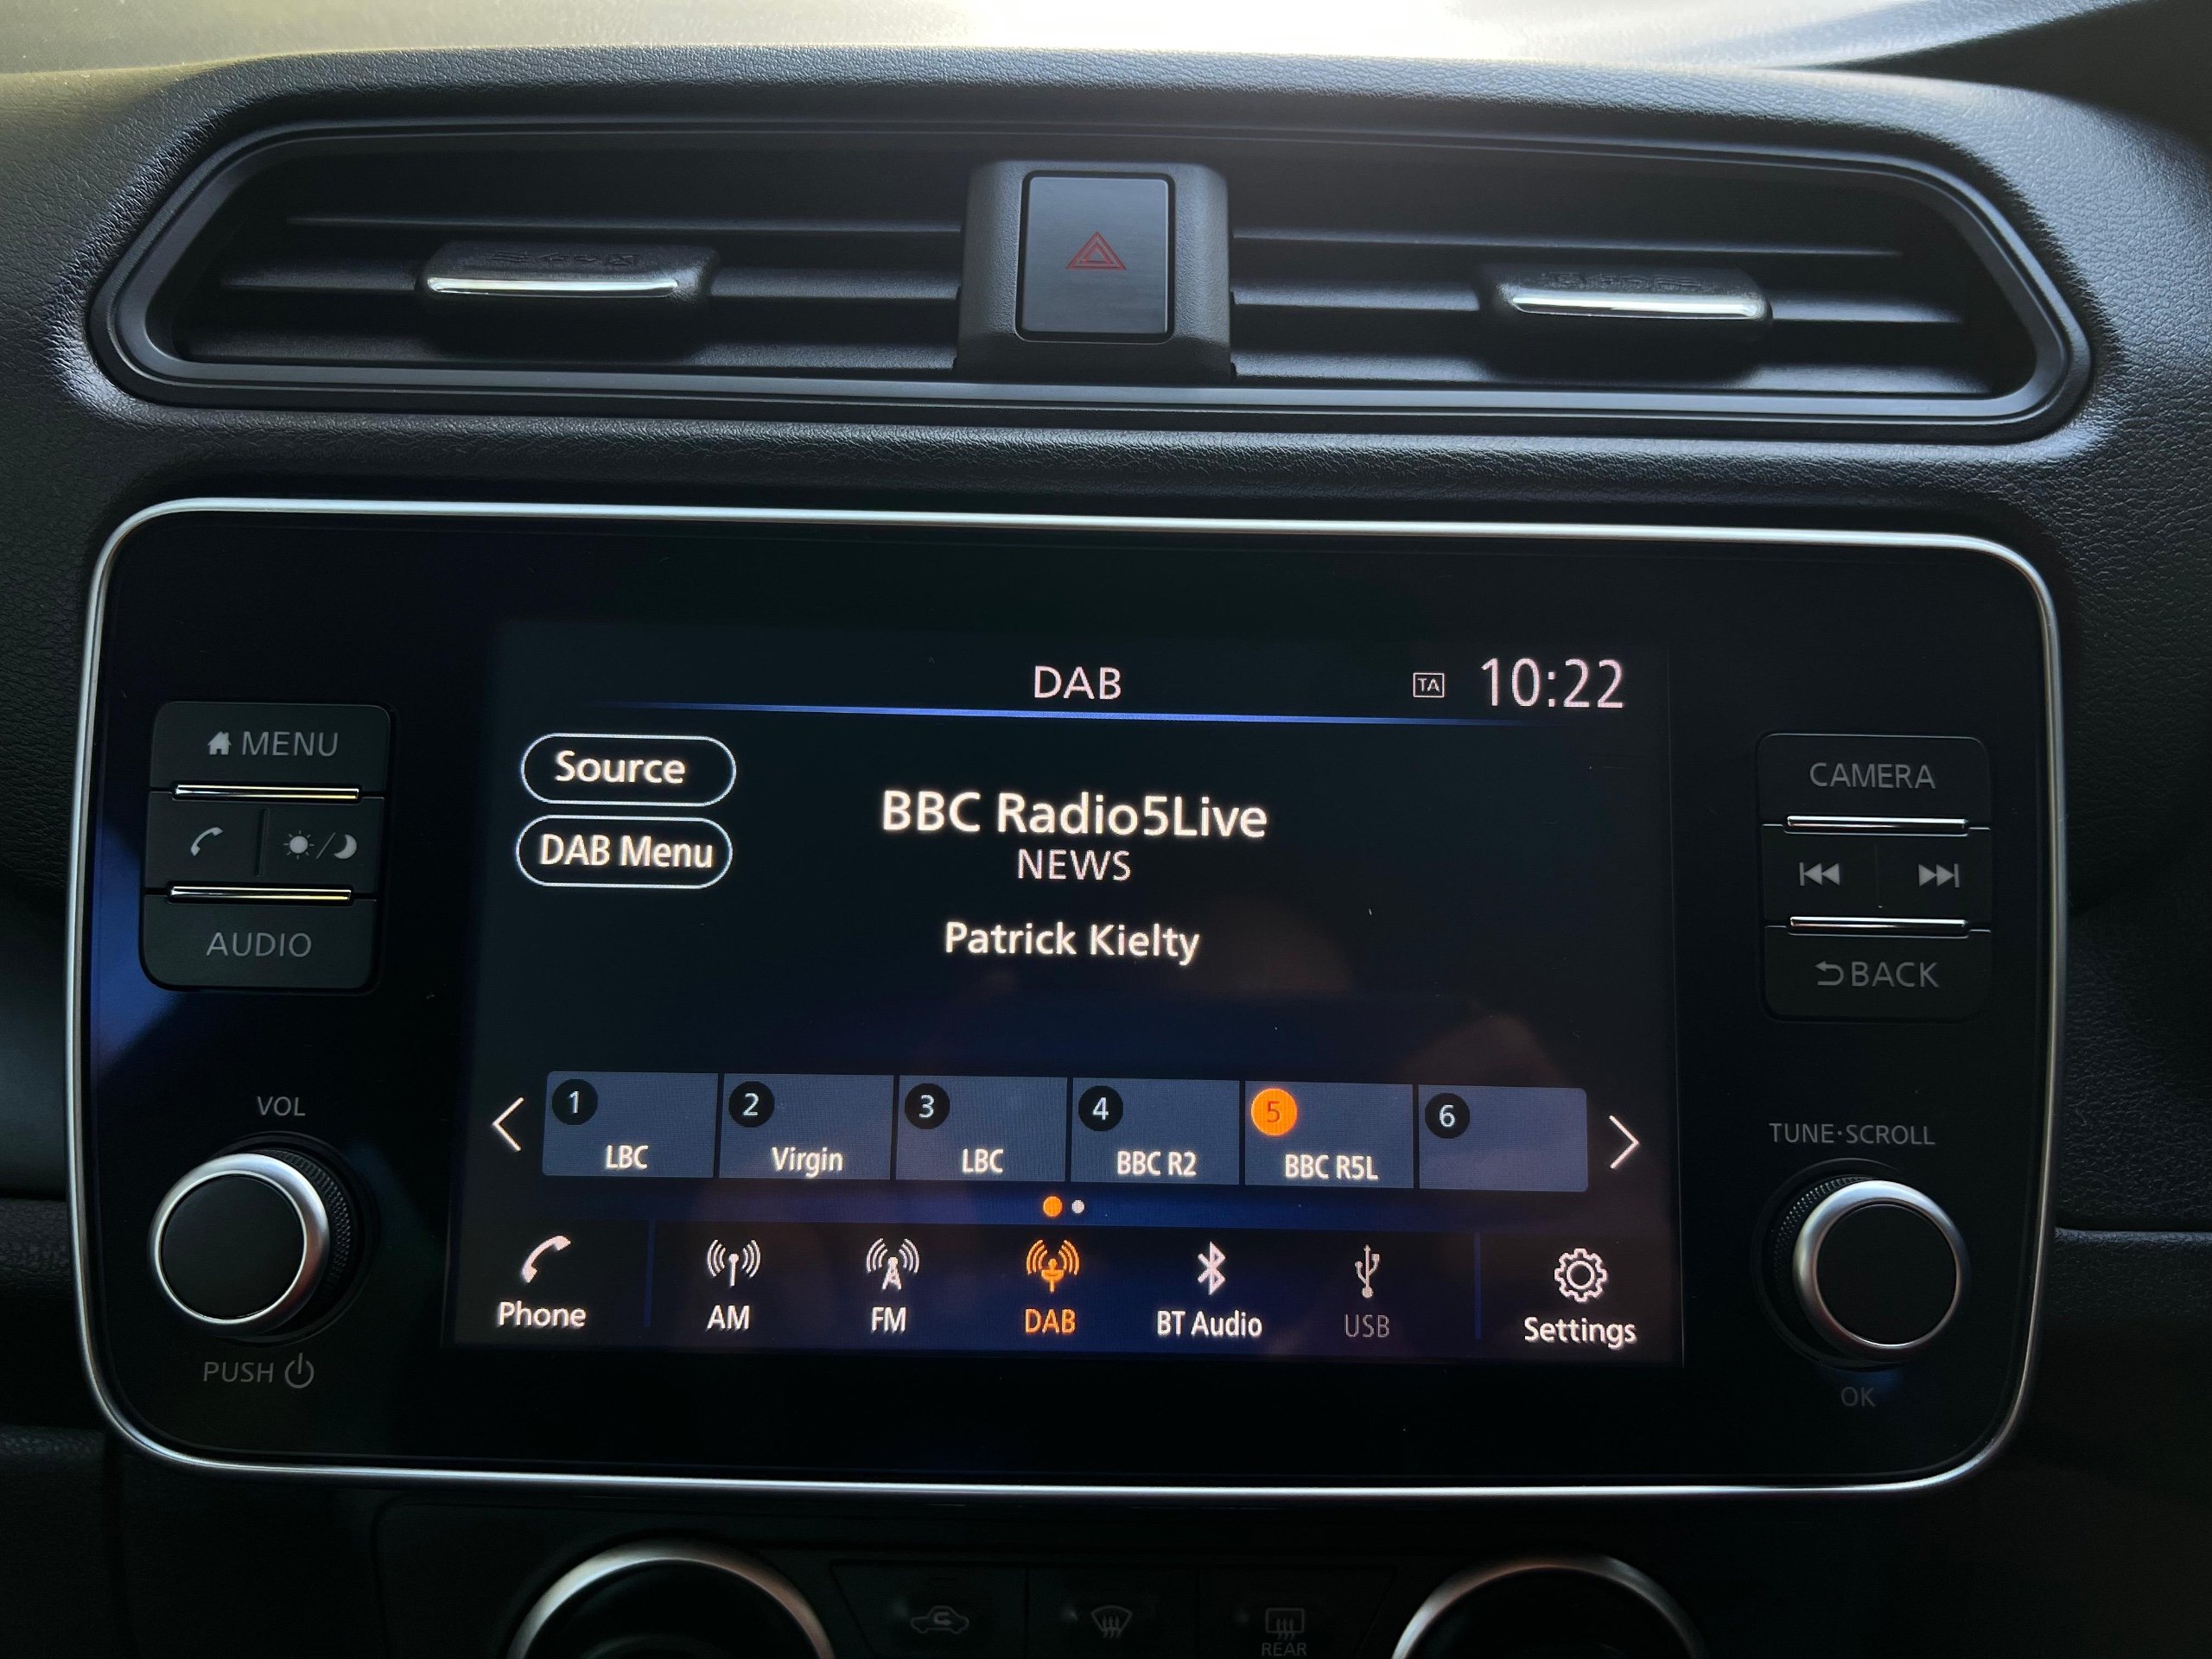 DAB
TA
10:22
MENU
Source
BBC Radio5Live
CAMERA
DAB Menu
NEWS
AUDIO
Patrick Kielty
BACK
VOL
1
2
3
4
5
6
LBC
Virgin
LBC
BBC R2
BBC R5L
TUNE·SCROLL
Phone
AM
FM
DAB
BT Audio
USB
Settings
PUSH
OK
REAR